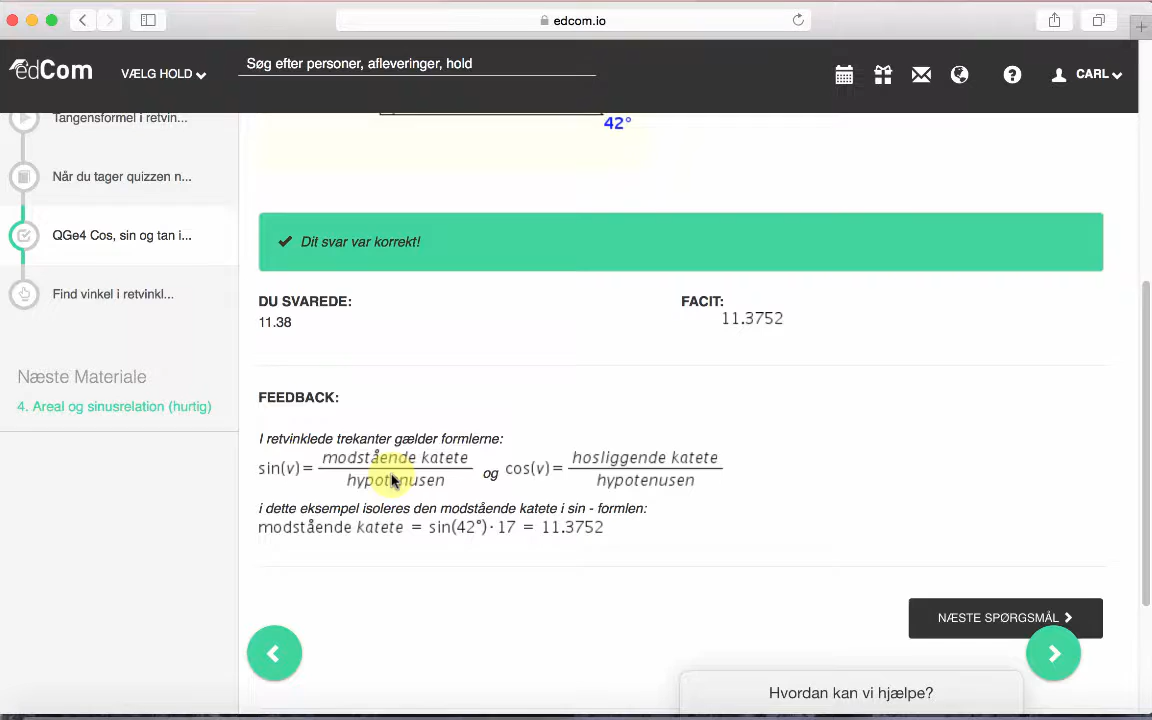 edcom.io
edCom
VÆLG HOLD
Søg efter personer, afleveringer, hold
CARL
Tangensformel i retvin...
Når du tager quizzen n...
QGe4 Cos, sin og tan i...
Find vinkel i retvinkl...
Næste Materiale
4. Areal og sinusrelation (hurtig)
42°
Dit svar var korrekt!
DU SVAREDE:
11.38
FACIT:
11.3752
FEEDBACK:
I retvinklede trekanter gælder formlerne:
sin(v)= modstående katete / hypotenusen og cos(v)= hosliggende katete / hypotenusen
i dette eksempel isoleres den modstående katete i sin - formlen:
modstående katete = sin(42°)·17 = 11.3752
NÆSTE SPØRGSMÅL
Hvordan kan vi hjælpe?